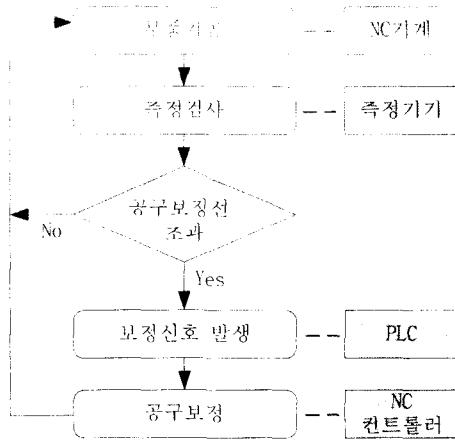 NC기계
측정검사
측정기기
공구보정선
초과
No
Yes
보정신호 발생
PLC
공구보정
NC
컨트롤러